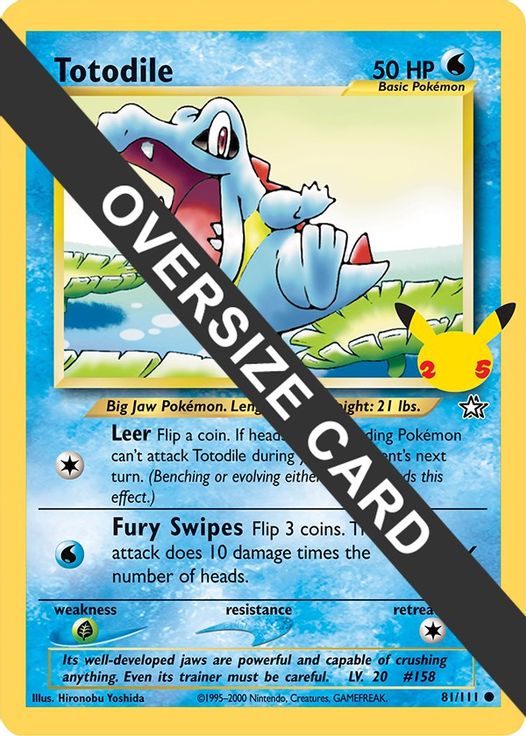 Totodile
50 HP
Basic Pokémon
OVERSIZE CARD
25
Big Jaw Pokémon. Leng ight: 21 lbs.
Leer Flip a coin. If heads ding Pokémon
can't attack Totodile during y ent's next
turn. (Benching or evolving eithe ds this
effect.)
Fury Swipes Flip 3 coins. Th
attack does 10 damage times the
number of heads.
weakness resistance retrea
Its well-developed jaws are powerful and capable of crushing
anything. Even its trainer must be careful. LV. 20 #158
Illus. Hironobu Yoshida ©1995-2000 Nintendo, Creatures, GAMEFREAK. 81/111